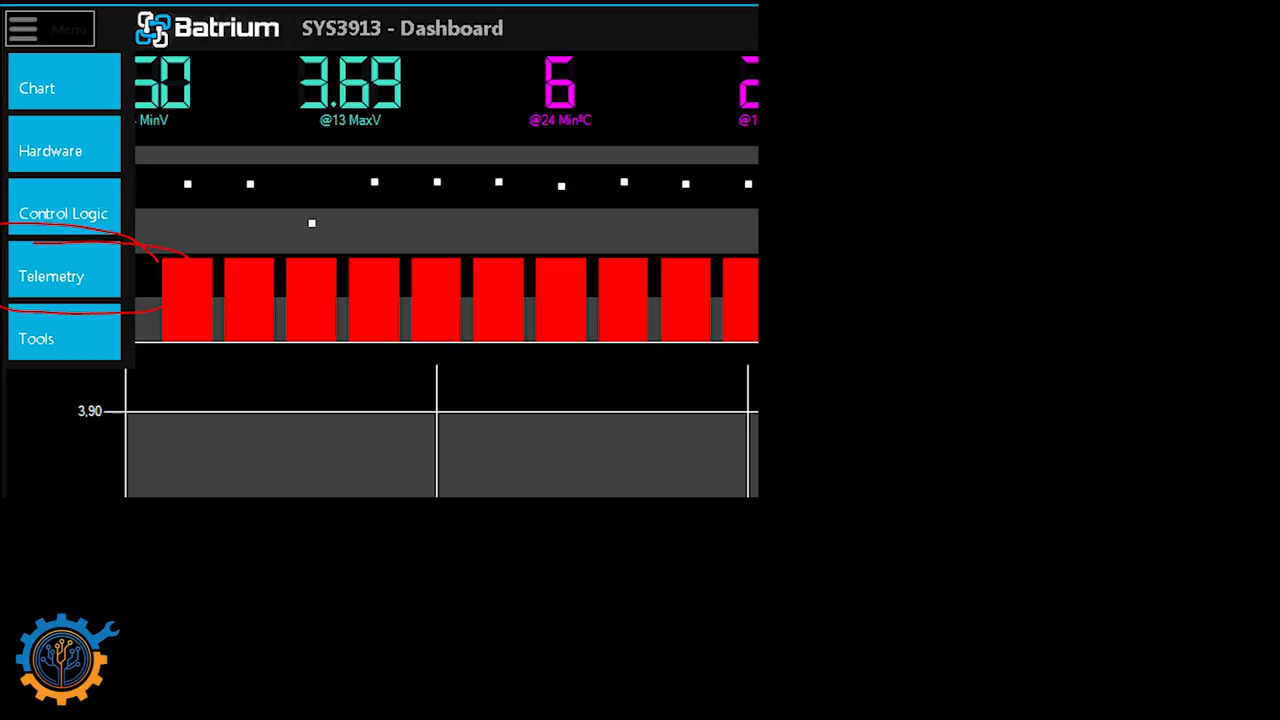 Menu
Batrium
SYS3913 - Dashboard
Chart
Hardware
Control Logic
Telemetry
Tools
3.69
6
MinV
@13 MaxV
@24 MinºC
3,90